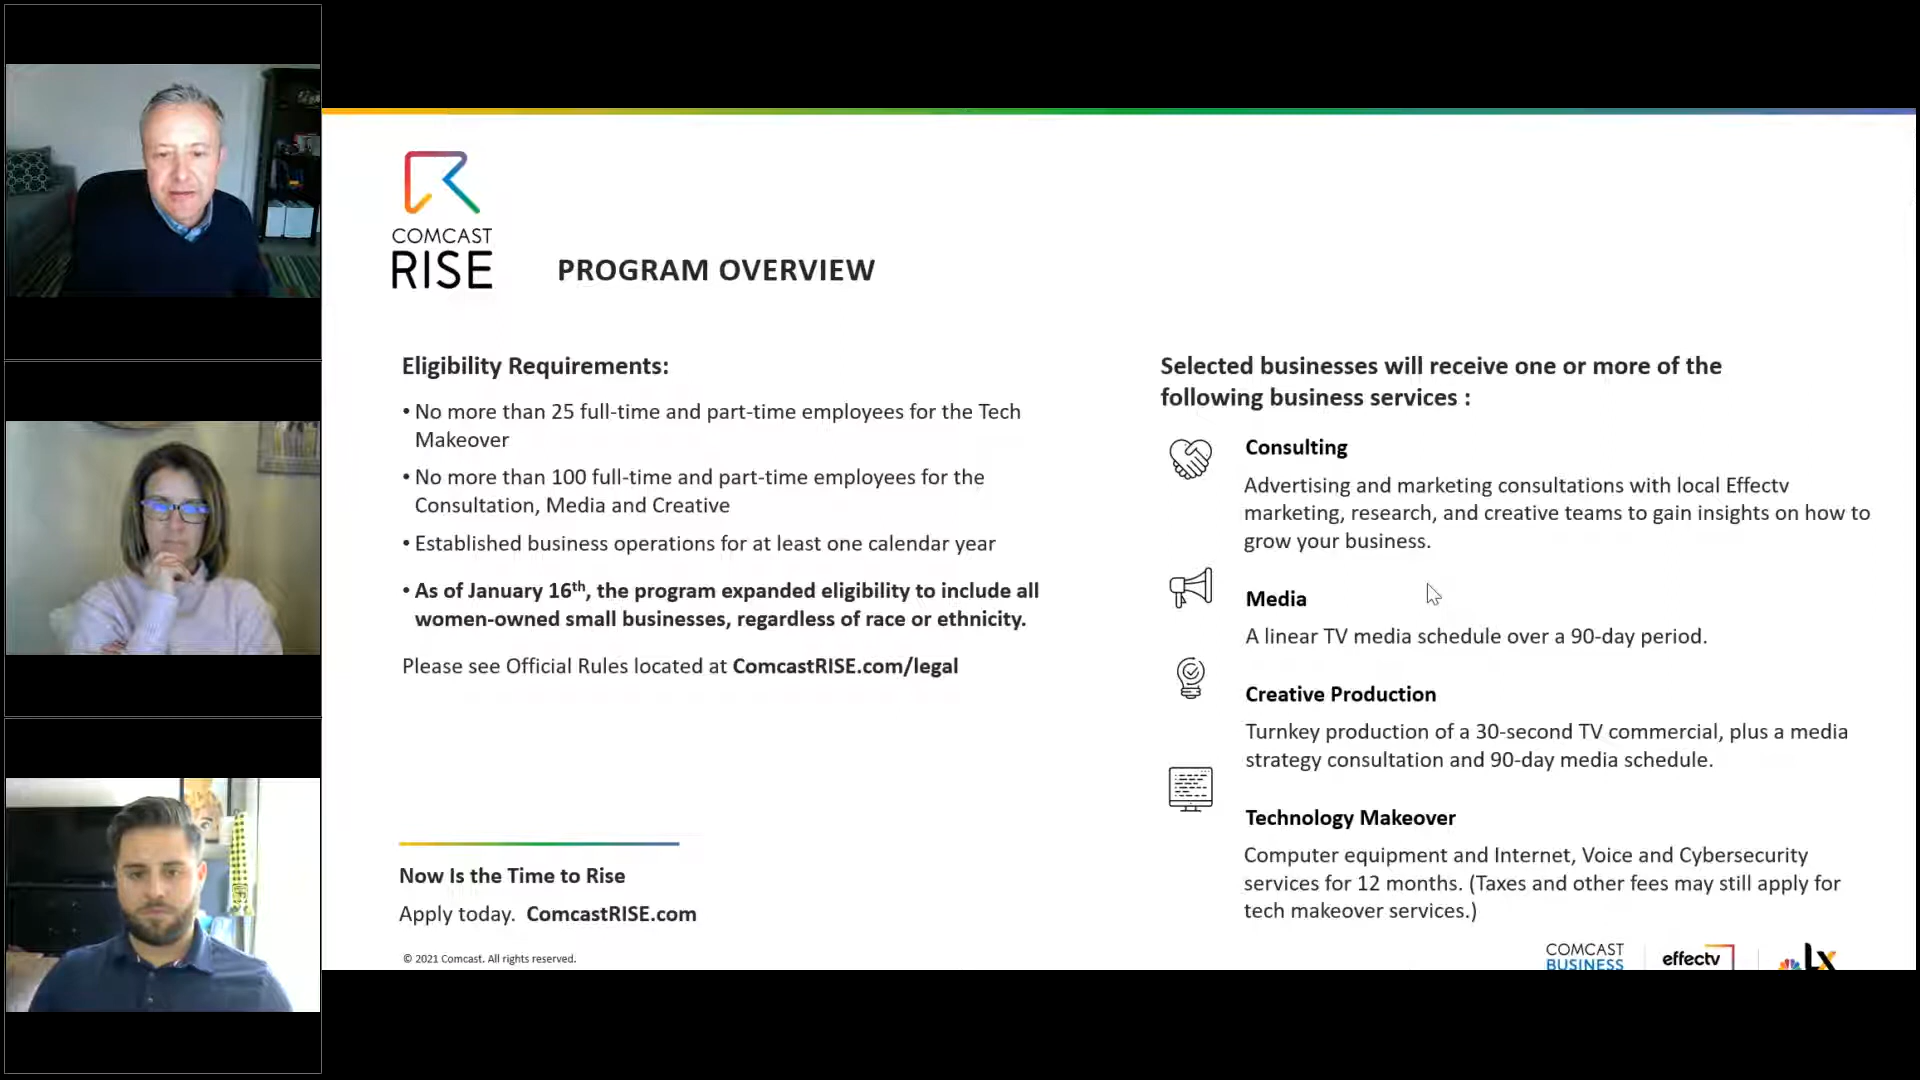 COMCAST
RISE
PROGRAM OVERVIEW
Eligibility Requirements:
• No more than 25 full-time and part-time employees for the Tech
Makeover
• No more than 100 full-time and part-time employees for the
Consultation, Media and Creative
• Established business operations for at least one calendar year
• As of January 16th, the program expanded eligibility to include all
women-owned small businesses, regardless of race or ethnicity.
Please see Official Rules located at ComcastRISE.com/legal
Now Is the Time to Rise
Apply today. ComcastRISE.com
© 2021 Comcast. All rights reserved.
Selected businesses will receive one or more of the
following business services :
Consulting
Advertising and marketing consultations with local Effectv
marketing, research, and creative teams to gain insights on how to
grow your business.
Media
A linear TV media schedule over a 90-day period.
Creative Production
Turnkey production of a 30-second TV commercial, plus a media
strategy consultation and 90-day media schedule.
Technology Makeover
Computer equipment and Internet, Voice and Cybersecurity
services for 12 months. (Taxes and other fees may still apply for
tech makeover services.)
COMCAST
BUSINESS
effectv
LX